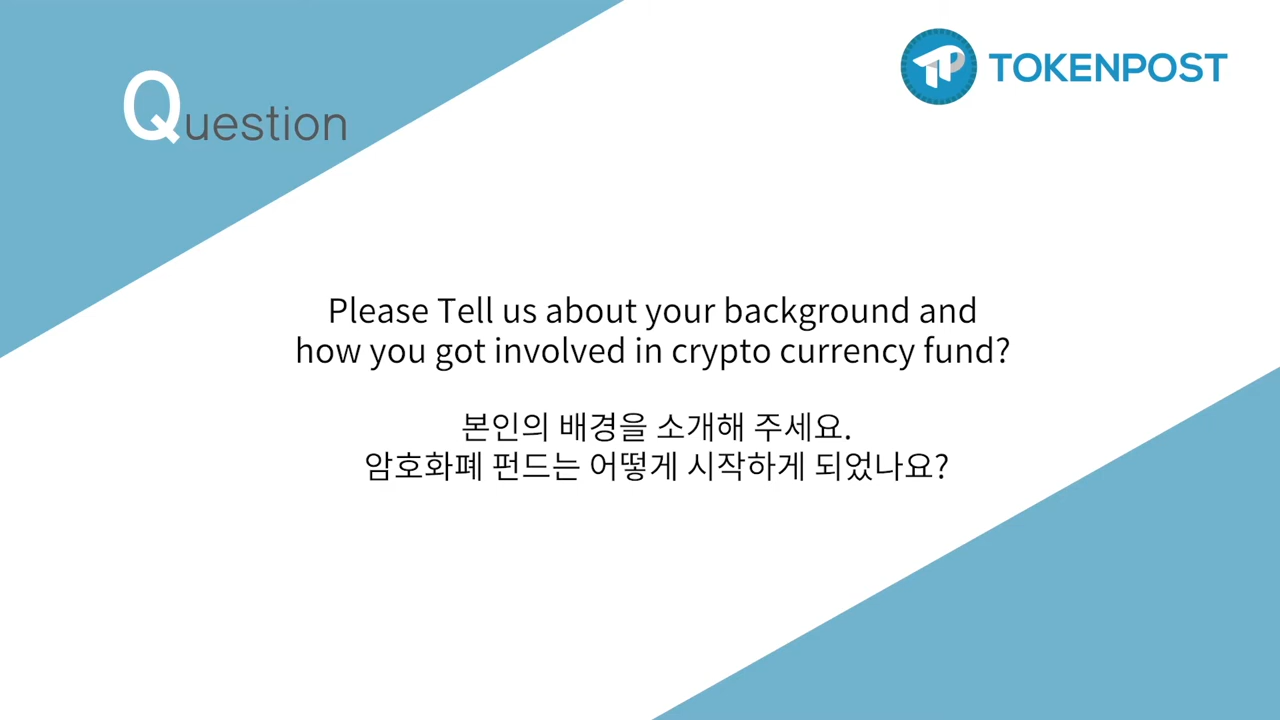 Question
TOKENPOST
Please Tell us about your background and
how you got involved in crypto currency fund?
본인의 배경을 소개해 주세요.
암호화폐 펀드는 어떻게 시작하게 되었나요?